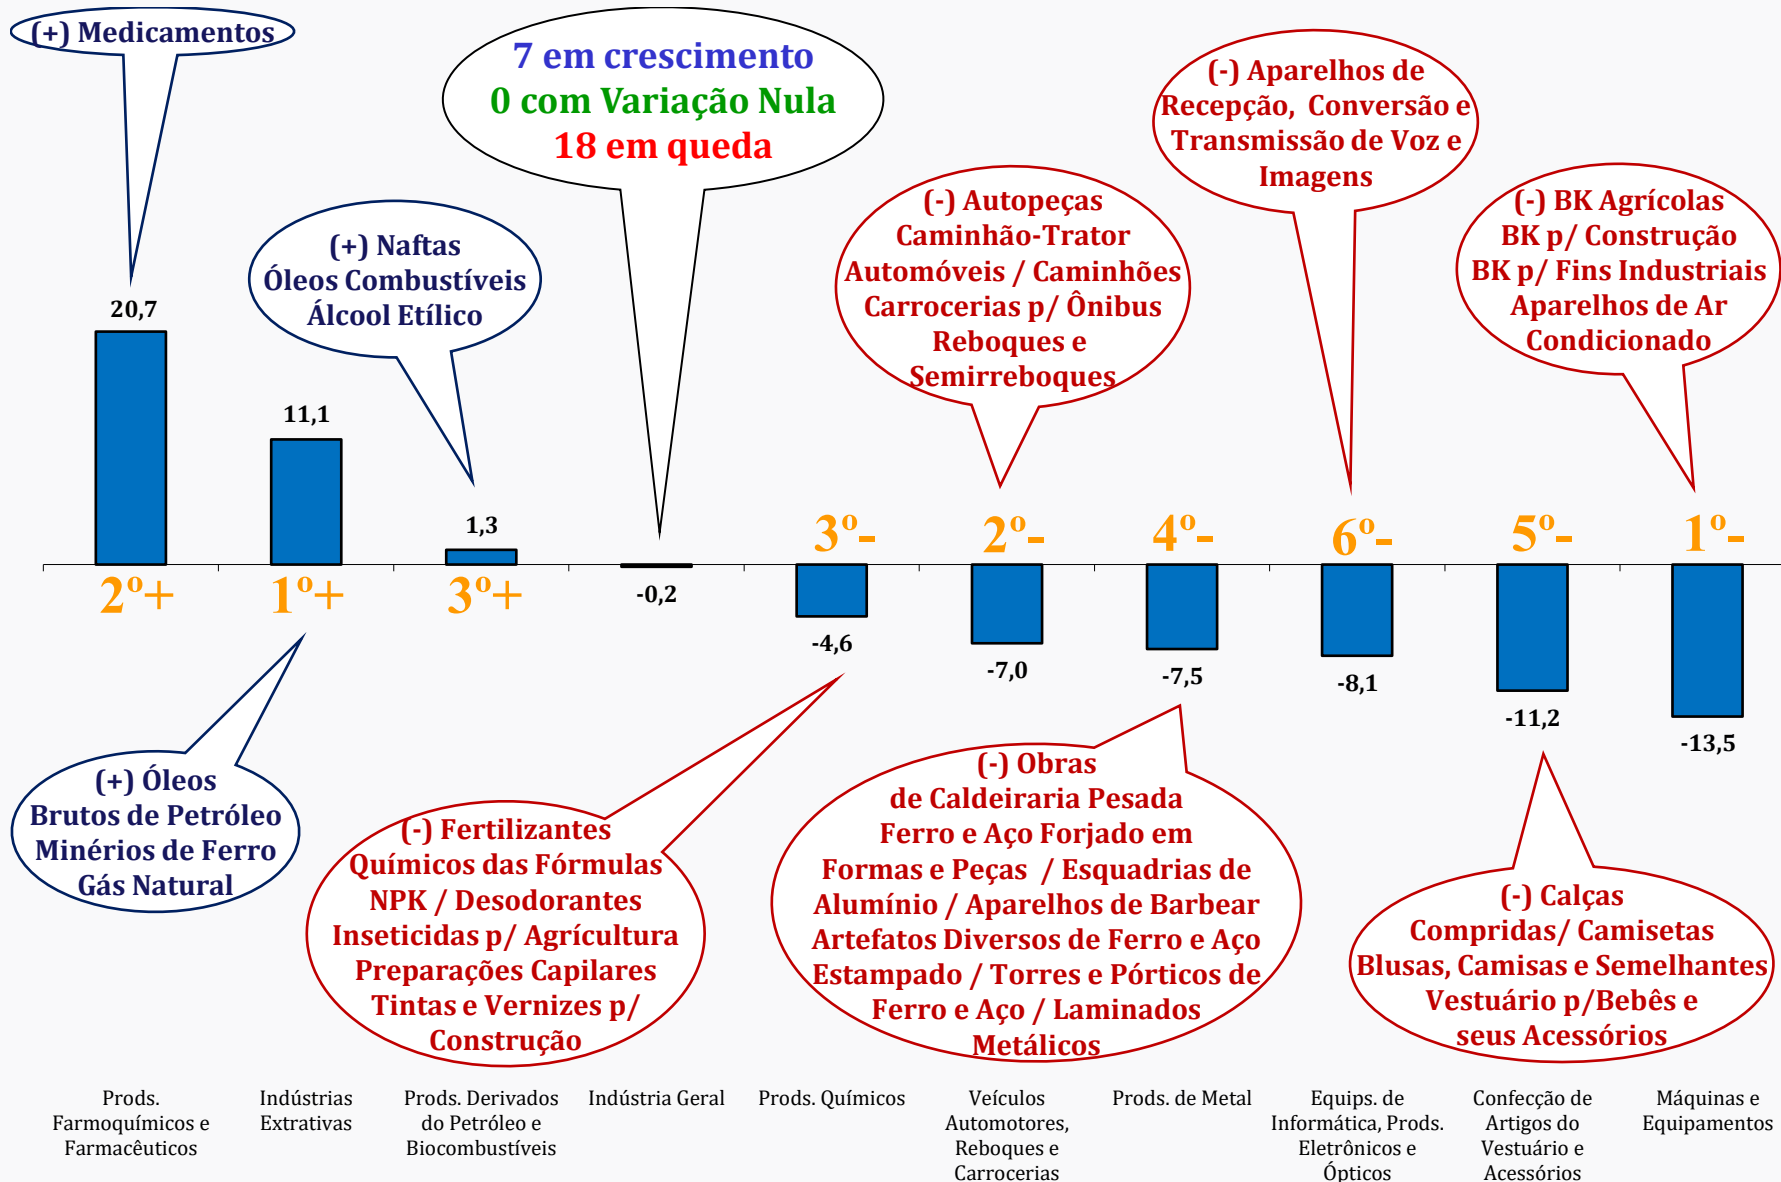 (+) Medicamentos
7 em crescimento
0 com Variação Nula
18 em queda
(-) Aparelhos de
Recepção, Conversão e
Transmissão de Voz e
Imagens
(+) Naftas
Óleos Combustíveis
Álcool Etílico
(-) Autopeças
Caminhão-Trator
Automóveis / Caminhões
Carrocerias p/ Ônibus
Reboques e
Semirreboques
(-) BK Agrícolas
BK p/ Construção
BK p/ Fins Industriais
Aparelhos de Ar
Condicionado
20,7
11,1
1,3
-0,2
-4,6
-7,0
-7,5
-8,1
-11,2
-13,5
2º+
1º+
3º+
3º-
2º-
4º-
6º-
5º-
1º-
(+) Óleos
Brutos de Petróleo
Minérios de Ferro
Gás Natural
(-) Fertilizantes
Químicos das Fórmulas
NPK / Desodorantes
Inseticidas p/ Agrícultura
Preparações Capilares
Tintas e Vernizes p/
Construção
(-) Obras
de Caldeiraria Pesada
Ferro e Aço Forjado em
Formas e Peças / Esquadrias de
Alumínio / Aparelhos de Barbear
Artefatos Diversos de Ferro e Aço
Estampado / Torres e Pórticos de
Ferro e Aço / Laminados
Metálicos
(-) Calças
Compridas/ Camisetas
Blusas, Camisas e Semelhantes
Vestuário p/Bebês e
seus Acessórios
Prods.
Farmoquímicos e
Farmacêuticos
Indústrias
Extrativas
Prods. Derivados
do Petróleo e
Biocombustíveis
Indústria Geral
Prods. Químicos
Veículos
Automotores,
Reboques e
Carrocerias
Prods. de Metal
Equips. de
Informática, Prods.
Eletrônicos e
Ópticos
Confecção de
Artigos do
Vestuário e
Acessórios
Máquinas e
Equipamentos